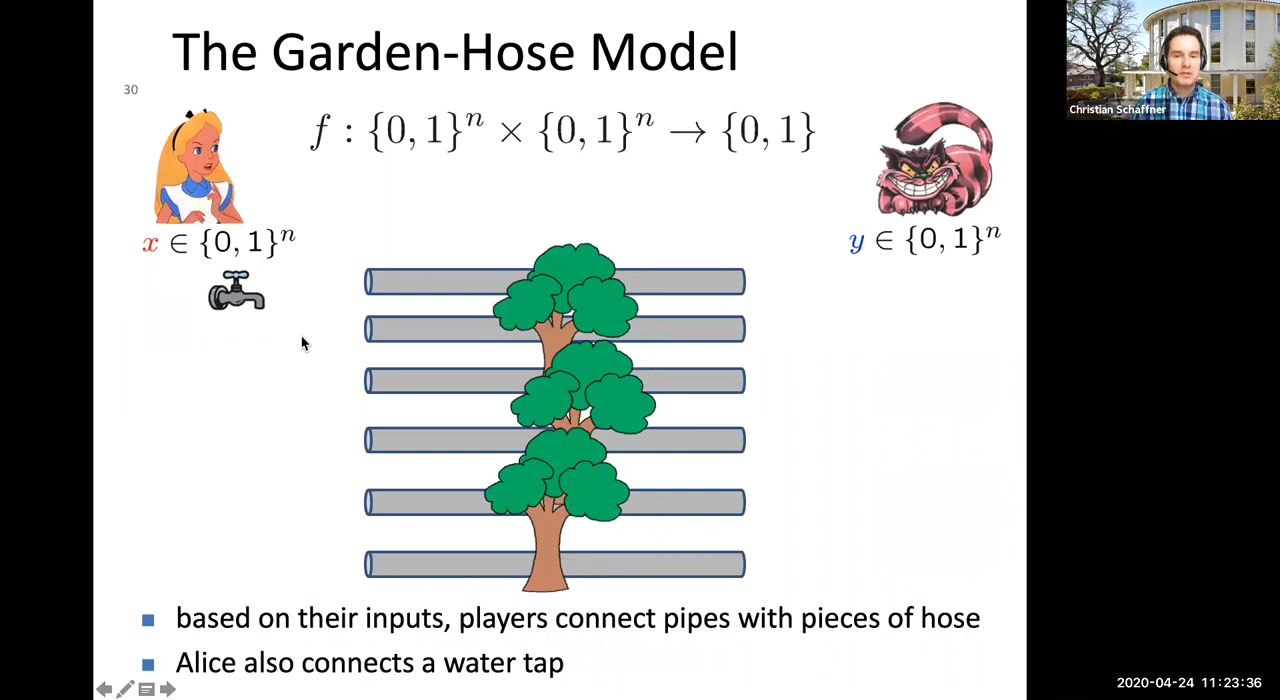 The Garden-Hose Model
30
f : {0, 1}ⁿ × {0, 1}ⁿ → {0, 1}
Christian Schaffner
x ∈ {0, 1}ⁿ
y ∈ {0, 1}ⁿ
based on their inputs, players connect pipes with pieces of hose
Alice also connects a water tap
2020-04-24 11:23:36